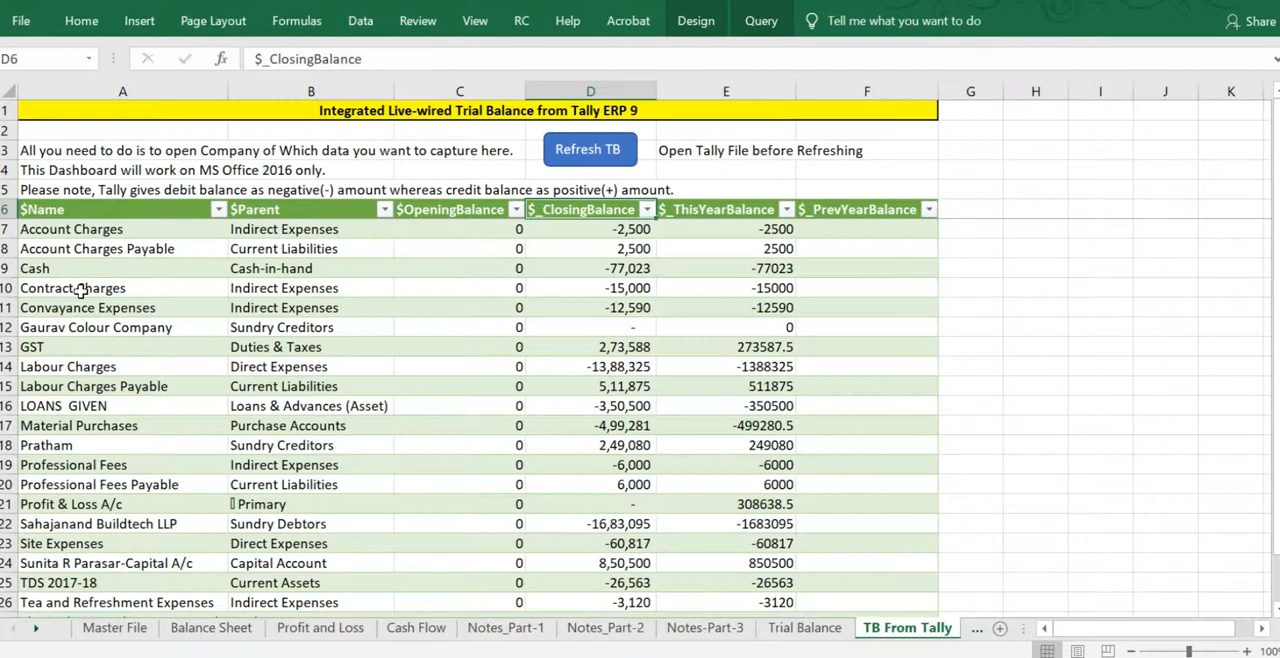 File Home Insert Page Layout Formulas Data Review View RC Help Acrobat Design Query Tell me what you want to do Share
D6 fx $_ClosingBalance
A B C D E F G H I J K
1 Integrated Live-wired Trial Balance from Tally ERP 9
2
3 All you need to do is to open Company of Which data you want to capture here. Refresh TB Open Tally File before Refreshing
4 This Dashboard will work on MS Office 2016 only.
5 Please note, Tally gives debit balance as negative(-) amount whereas credit balance as positive(+) amount.
6 $Name $Parent $OpeningBalance $_ClosingBalance $_ThisYearBalance $_PrevYearBalance
7 Account Charges Indirect Expenses 0 -2,500 -2500
8 Account Charges Payable Current Liabilities 0 2,500 2500
9 Cash Cash-in-hand 0 -77,023 -77023
10 Contract Charges Indirect Expenses 0 -15,000 -15000
11 Convayance Expenses Indirect Expenses 0 -12,590 -12590
12 Gaurav Colour Company Sundry Creditors 0 - 0
13 GST Duties & Taxes 0 2,73,588 273587.5
14 Labour Charges Direct Expenses 0 -13,88,325 -1388325
15 Labour Charges Payable Current Liabilities 0 5,11,875 511875
16 LOANS GIVEN Loans & Advances (Asset) 0 -3,50,500 -350500
17 Material Purchases Purchase Accounts 0 -4,99,281 -499280.5
18 Pratham Sundry Creditors 0 2,49,080 249080
19 Professional Fees Indirect Expenses 0 -6,000 -6000
20 Professional Fees Payable Current Liabilities 0 6,000 6000
21 Profit & Loss A/c Primary 0 - 308638.5
22 Sahajanand Buildtech LLP Sundry Debtors 0 -16,83,095 -1683095
23 Site Expenses Direct Expenses 0 -60,817 -60817
24 Sunita R Parasar-Capital A/c Capital Account 0 8,50,500 850500
25 TDS 2017-18 Current Assets 0 -26,563 -26563
26 Tea and Refreshment Expenses Indirect Expenses 0 -3,120 -3120
Master File Balance Sheet Profit and Loss Cash Flow Notes_Part-1 Notes_Part-2 Notes-Part-3 Trial Balance TB From Tally ...
100%